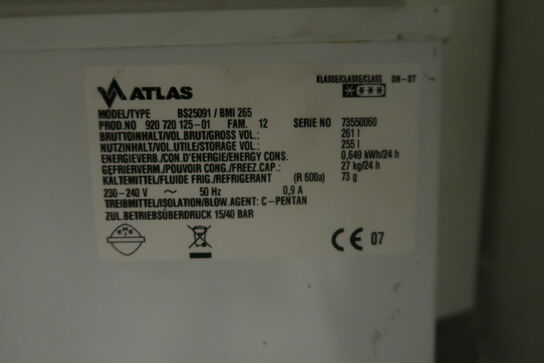 ATLAS
KLASSE/CLASSE/CLASS SN-ST
****
MODEL/TYPE BS25091 / BMI 265
PROD.NO 920 720 125-01 FAM. 12 SERIE NO 73550060
BRUTTOINHALT/VOL.BRUT/GROSS VOL.: 261 l
NUTZINHALT/VOL.UTILE/STORAGE VOL.: 255 l
ENERGIEVERB./CON.D'ENERGIE/ENERGY CONS. 0,649 kWh/24 h
GEFRIERVERM./POUVOIR CONG./FREEZ.CAP.: 27 kg/24 h
KALTEMITTEL/FLUIDE FRIG./REFRIGERANT (R 600a) 73 g
230-240 V ~ 50 Hz 0,9 A
TREIBMITTEL/ISOLATION/BLOW.AGENT: C-PENTAN
ZUL.BETRIEBSÜBERDRUCK 15/40 BAR
CE 07